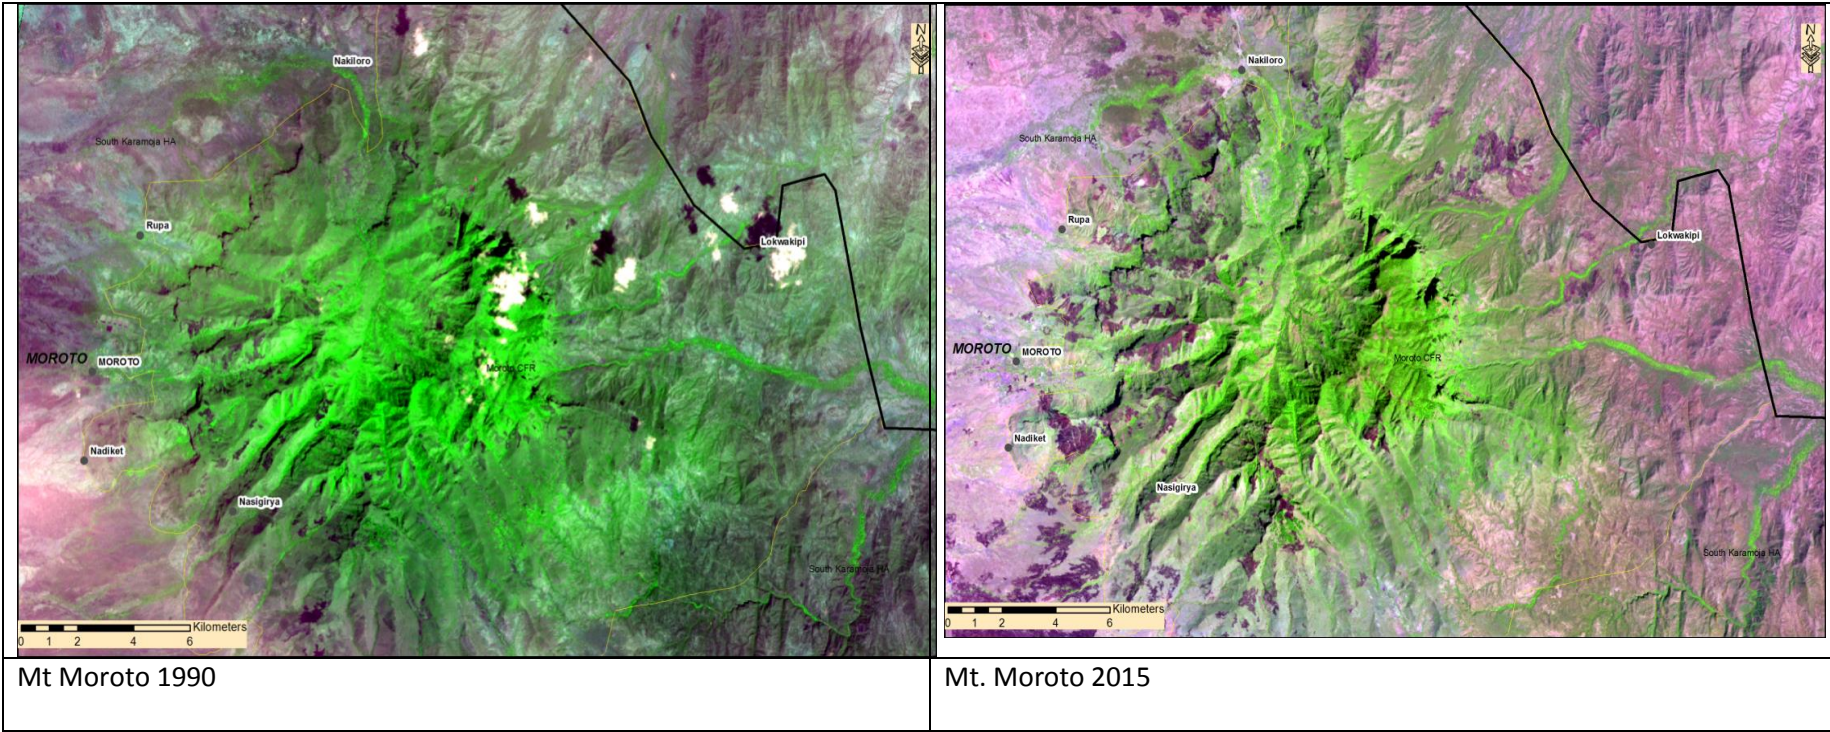 N
Nakiloro
South Karamoja HA
Rupa
Lokwakipi
MOROTO
MOROTO
Moroto CFR
Nadiket
Nasigirya
South Karamoja HA
Kilometers
0 1 2 4 6
N
Nakiloro
South Karamoja HA
Rupa
Lokwakipi
MOROTO
MOROTO
Moroto CFR
Nadiket
Nasigirya
South Karamoja HA
Kilometers
0 1 2 4 6
Mt Moroto 1990
Mt. Moroto 2015